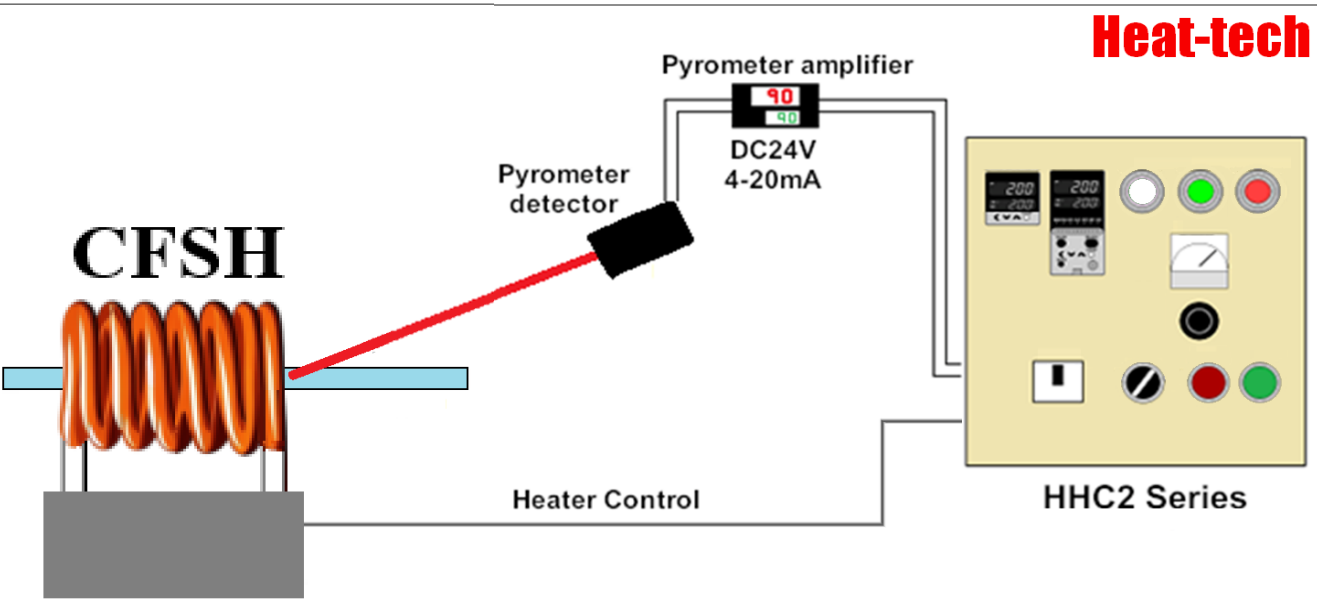 Heat-tech
Pyrometer amplifier
90
90
DC24V
4-20mA
Pyrometer
detector
CFSH
200
200
200
200
Heater Control
HHC2 Series